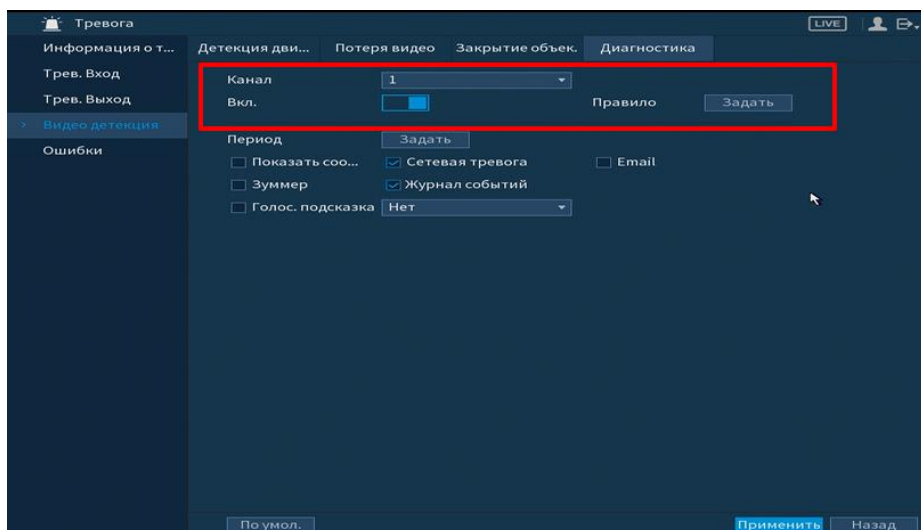 Тревога
LIVE
Информация о т...
Трев. Вход
Трев. Выход
Видео детекция
Ошибки
Детекция дви... Потеря видео Закрытие объек. Диагностика
Канал 1
Вкл. Правило Задать
Период Задать
Показать соо... Сетевая тревога Email
Зуммер Журнал событий
Голос. подсказка Нет
По умол. Применить Назад